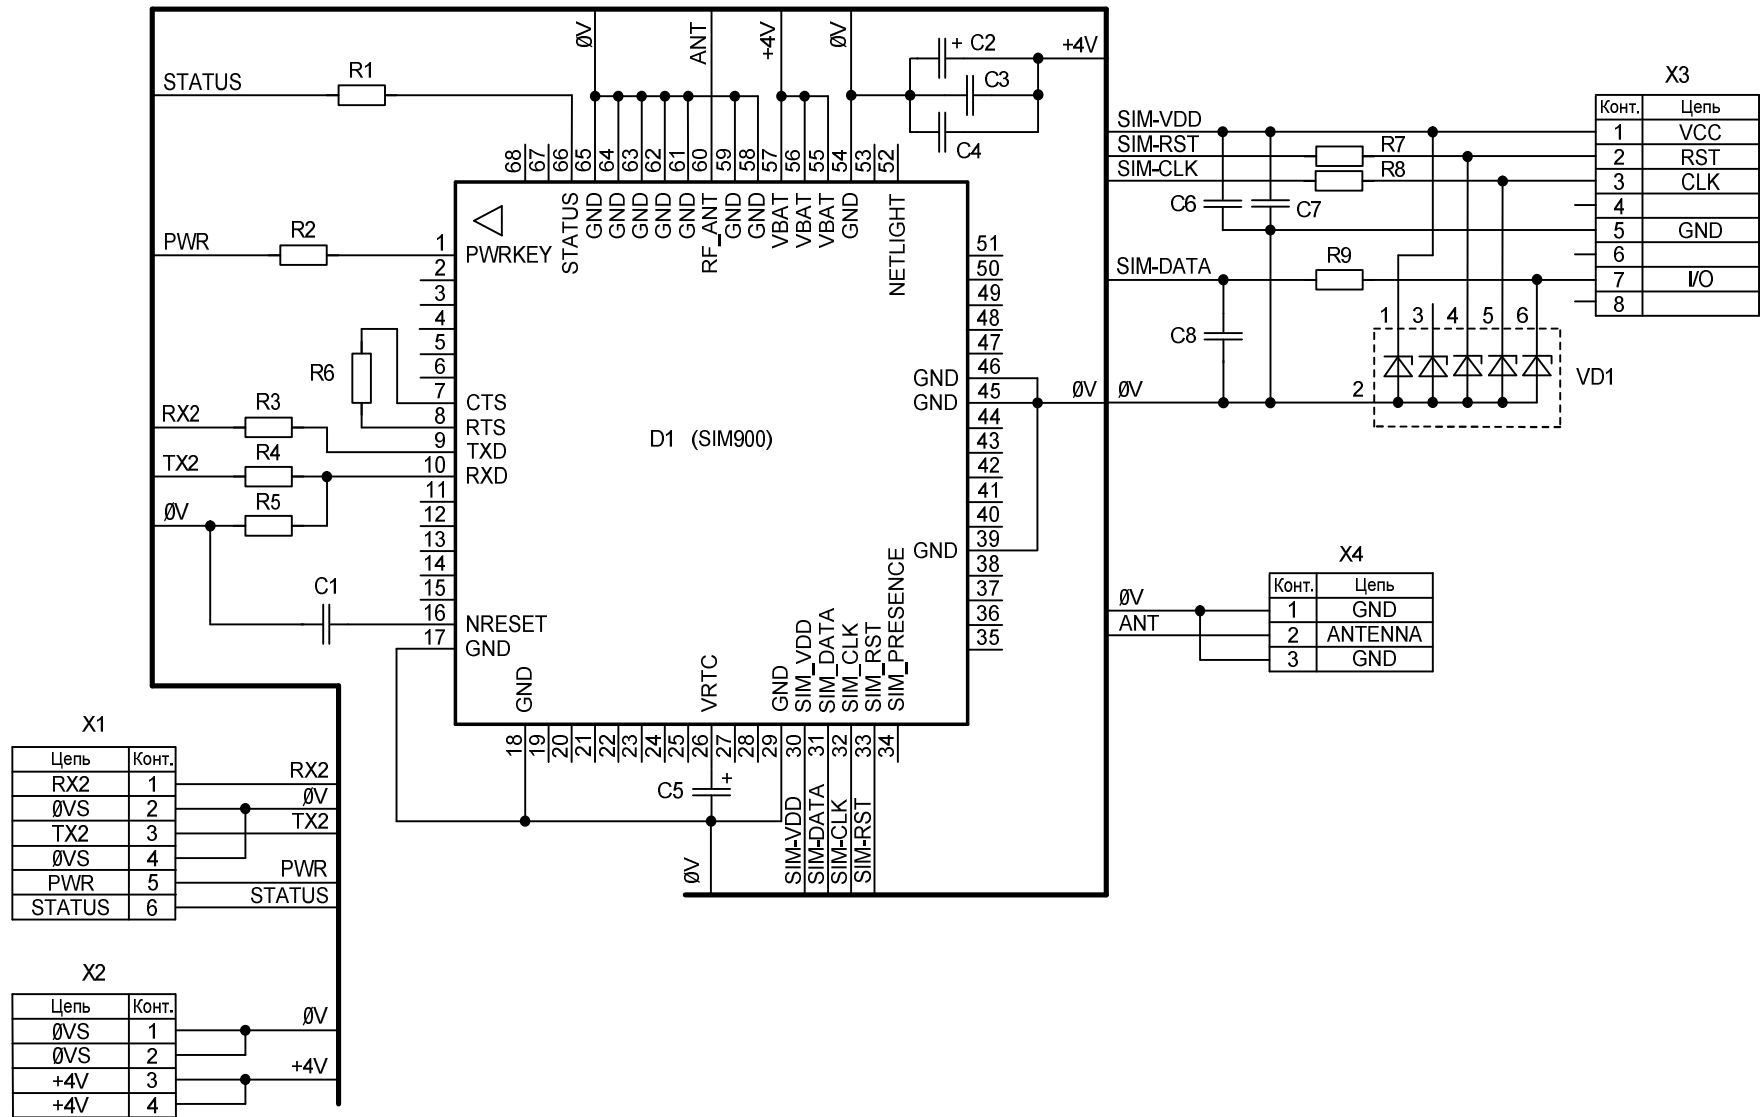 ØV
ANT
+4V
ØV
+ C2
+4V
C3
C4
STATUS
R1
68
67
66
65
64
63
62
61
60
59
58
57
56
55
54
53
52
STATUS
GND
GND
GND
GND
GND
RF_ANT
GND
GND
VBAT
VBAT
VBAT
GND
NETLIGHT
PWR
R2
1
PWRKEY
2
3
4
5
6
7
CTS
8
RTS
9
TXD
10
RXD
11
12
13
14
15
16
NRESET
17
GND
R6
RX2
R3
TX2
R4
ØV
R5
C1
D1 (SIM900)
51
50
49
48
47
46
GND
45
GND
44
43
42
41
40
39
GND
38
37
36
35
ØV
GND
VRTC
GND
SIM_VDD
SIM_DATA
SIM_CLK
SIM_RST
SIM_PRESENCE
18
19
20
21
22
23
24
25
26
27
28
29
30
31
32
33
34
C5
+
ØV
SIM-VDD
SIM-DATA
SIM-CLK
SIM-RST
SIM-VDD
SIM-RST
SIM-CLK
R7
R8
C6
C7
SIM-DATA
R9
C8
ØV
1 3 4 5 6
2
VD1
X3
Конт. Цепь
1 VCC
2 RST
3 CLK
4
5 GND
6
7 I/O
8
X4
Конт. Цепь
1 GND
2 ANTENNA
3 GND
ØV
ANT
X1
Цепь Конт.
RX2 1
ØVS 2
TX2 3
ØVS 4
PWR 5
STATUS 6
RX2
ØV
TX2
PWR
STATUS
X2
Цепь Конт.
ØVS 1
ØVS 2
+4V 3
+4V 4
ØV
+4V